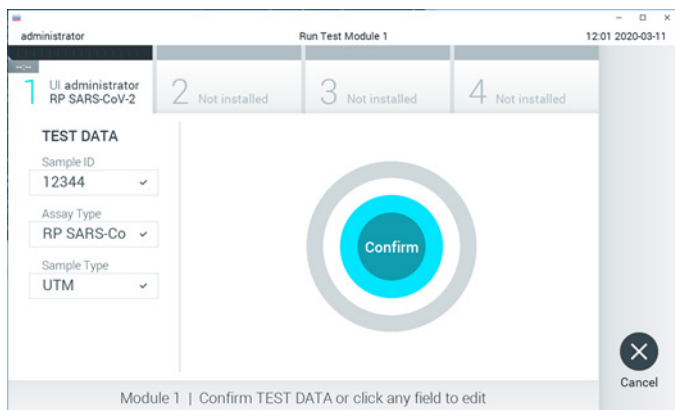 administrator
Run Test Module 1
12:01 2020-03-11
--:--
1 UI administrator
RP SARS-CoV-2
2 Not installed
3 Not installed
4 Not installed
TEST DATA
Sample ID
12344
Assay Type
RP SARS-Co
Sample Type
UTM
Confirm
Cancel
Module 1 | Confirm TEST DATA or click any field to edit